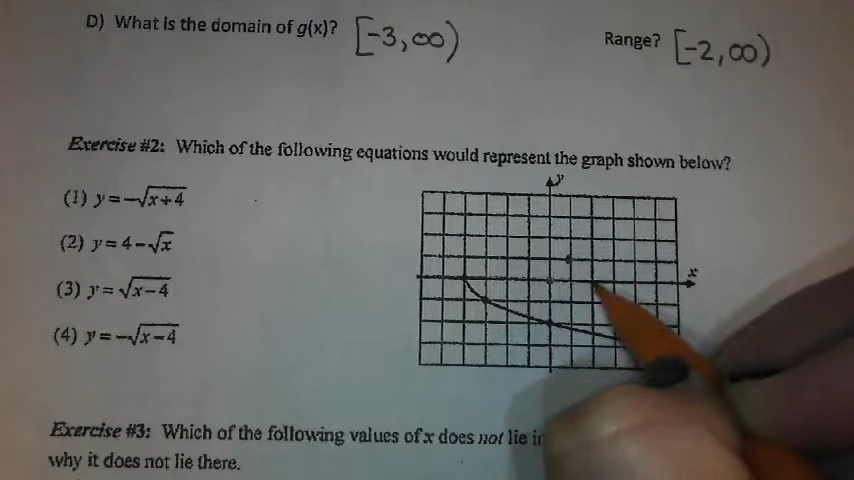 D) What is the domain of g(x)? [-3, ∞) Range? [-2, ∞)
Exercise #2: Which of the following equations would represent the graph shown below?
(1) y = -√x+4
(2) y = 4 - √x
(3) y = √x-4
(4) y = -√x-4
y
x
Exercise #3: Which of the following values of x does not lie
why it does not lie there.